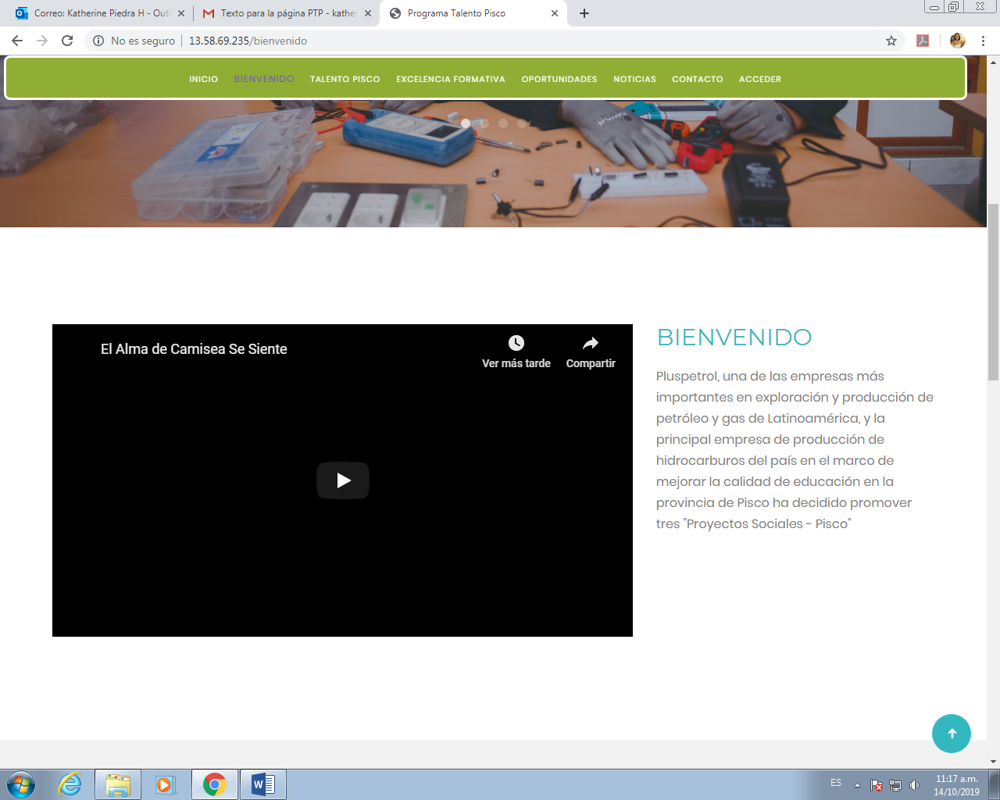 Correo: Katherine Piedra H - Outl
Texto para la página PTP - kather
Programa Talento Pisco
No es seguro
13.58.69.235/bienvenido
INICIO BIENVENIDO TALENTO PISCO EXCELENCIA FORMATIVA OPORTUNIDADES NOTICIAS CONTACTO ACCEDER
El Alma de Camisea Se Siente
Ver más tarde
Compartir
BIENVENIDO
Pluspetrol, una de las empresas más
importantes en exploración y producción de
petróleo y gas de Latinoamérica, y la
principal empresa de producción de
hidrocarburos del país en el marco de
mejorar la calidad de educación en la
provincia de Pisco ha decidido promover
tres "Proyectos Sociales - Pisco"
ES
11:17 a.m.
14/10/2019